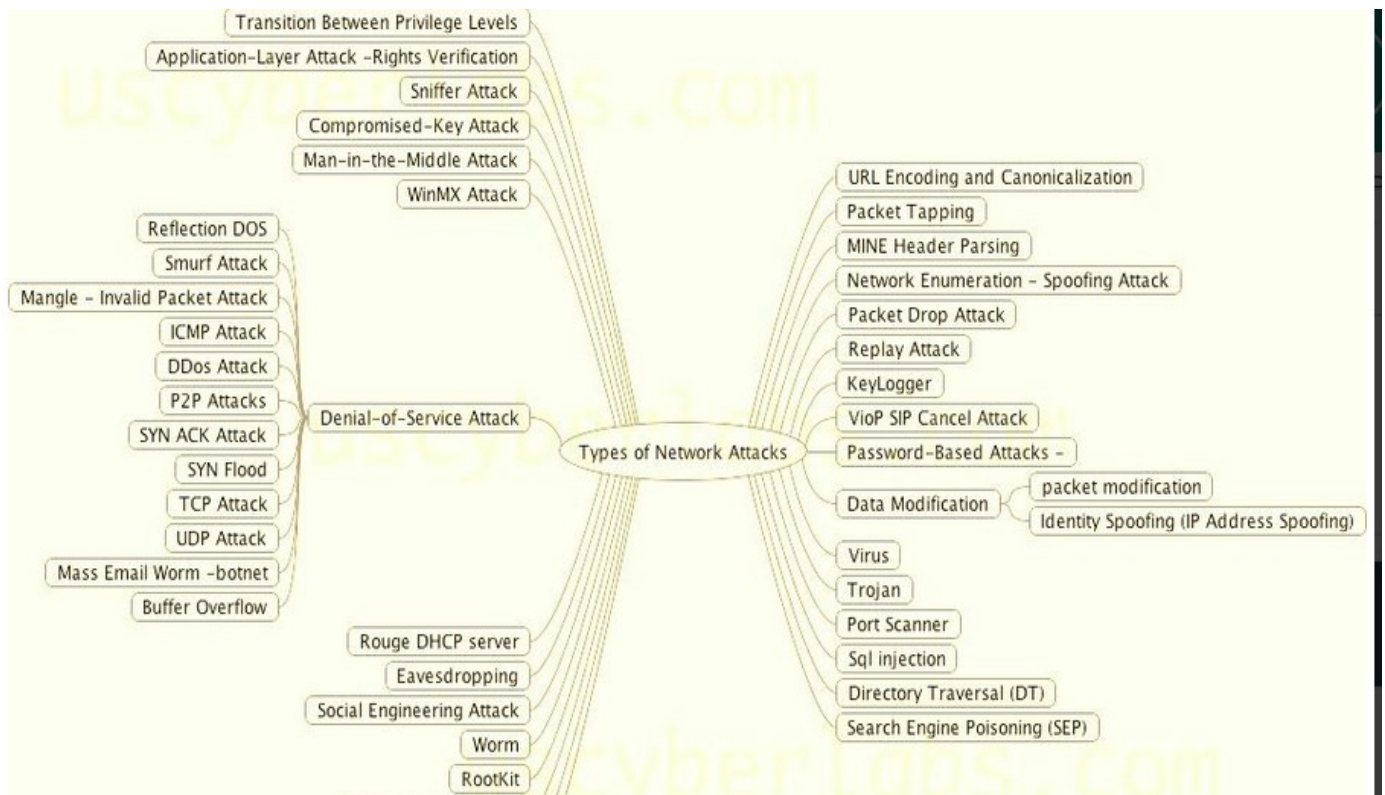 Transition Between Privilege Levels
Application-Layer Attack -Rights Verification
Sniffer Attack
Compromised-Key Attack
Man-in-the-Middle Attack
WinMX Attack
Reflection DOS
Smurf Attack
Mangle - Invalid Packet Attack
ICMP Attack
DDos Attack
P2P Attacks
SYN ACK Attack
SYN Flood
TCP Attack
UDP Attack
Mass Email Worm -botnet
Buffer Overflow
Denial-of-Service Attack
Rouge DHCP server
Eavesdropping
Social Engineering Attack
Worm
RootKit
Types of Network Attacks
URL Encoding and Canonicalization
Packet Tapping
MINE Header Parsing
Network Enumeration - Spoofing Attack
Packet Drop Attack
Replay Attack
KeyLogger
VioP SIP Cancel Attack
Password-Based Attacks -
Data Modification
packet modification
Identity Spoofing (IP Address Spoofing)
Virus
Trojan
Port Scanner
Sql injection
Directory Traversal (DT)
Search Engine Poisoning (SEP)
uscyberlabs.com
uscyberlabs.com
uscyberlabs.com